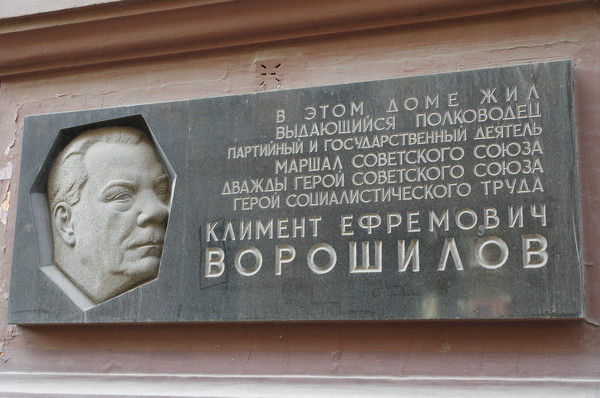 В ЭТОМ ДОМЕ ЖИЛ
ВЫДАЮЩИЙСЯ ПОЛКОВОДЕЦ
ПАРТИЙНЫЙ И ГОСУДАРСТВЕННЫЙ ДЕЯТЕЛЬ
МАРШАЛ СОВЕТСКОГО СОЮЗА
ДВАЖДЫ ГЕРОЙ СОВЕТСКОГО СОЮЗА
ГЕРОЙ СОЦИАЛИСТИЧЕСКОГО ТРУДА
КЛИМЕНТ ЕФРЕМОВИЧ
ВОРОШИЛОВ